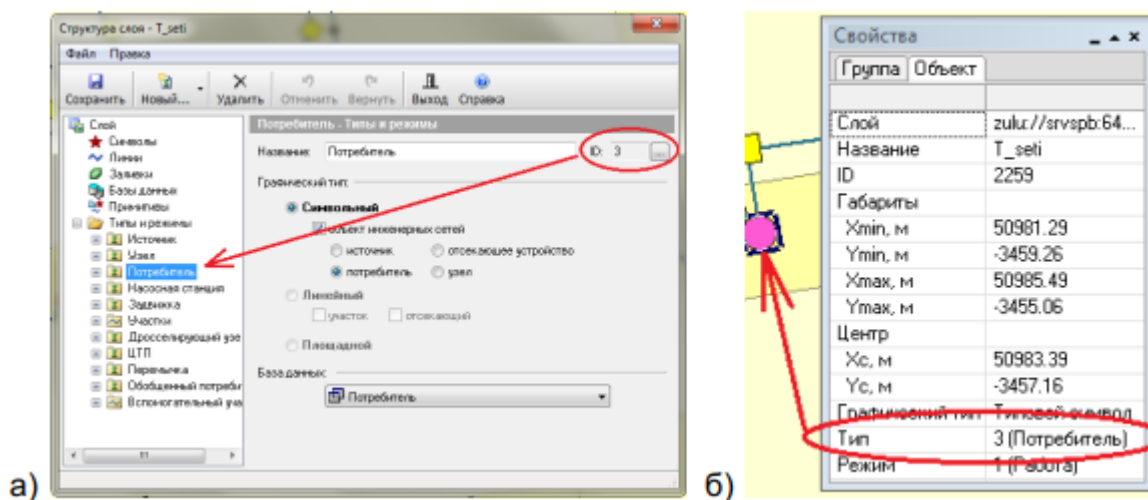 Структура слоя - T_seti
Файл Правка
Сохранить Новый... Удалить Отменить Вернуть Выход Справка
Слой
Символы
Линии
Заливки
Базы данных
Примитивы
Типы и режимы
Источник
Узел
Потребитель
Насосная станция
Задвижка
Участки
Дросселирующий узе
ЦТП
Перемычка
Обобщенный потреби
Вспомогательный уча
Потребитель - Типы и режимы
Название: Потребитель ID: 3 ...
Графический тип:
Символьный
объект инженерных сетей
источник отсекающее устройство
потребитель узел
Линейный
участок отсекающий
Площадной
База данных:
Потребитель
а)
Свойства
Группа Объект
Слой zulu://srvspb:64...
Название T_seti
ID 2259
Габариты
Xmin, м 50981.29
Ymin, м -3459.26
Xmax, м 50985.49
Ymax, м -3455.06
Центр
Xc, м 50983.39
Yc, м -3457.16
Графический тип Типовой символ
Тип 3 (Потребитель)
Режим 1 (Работа)
б)